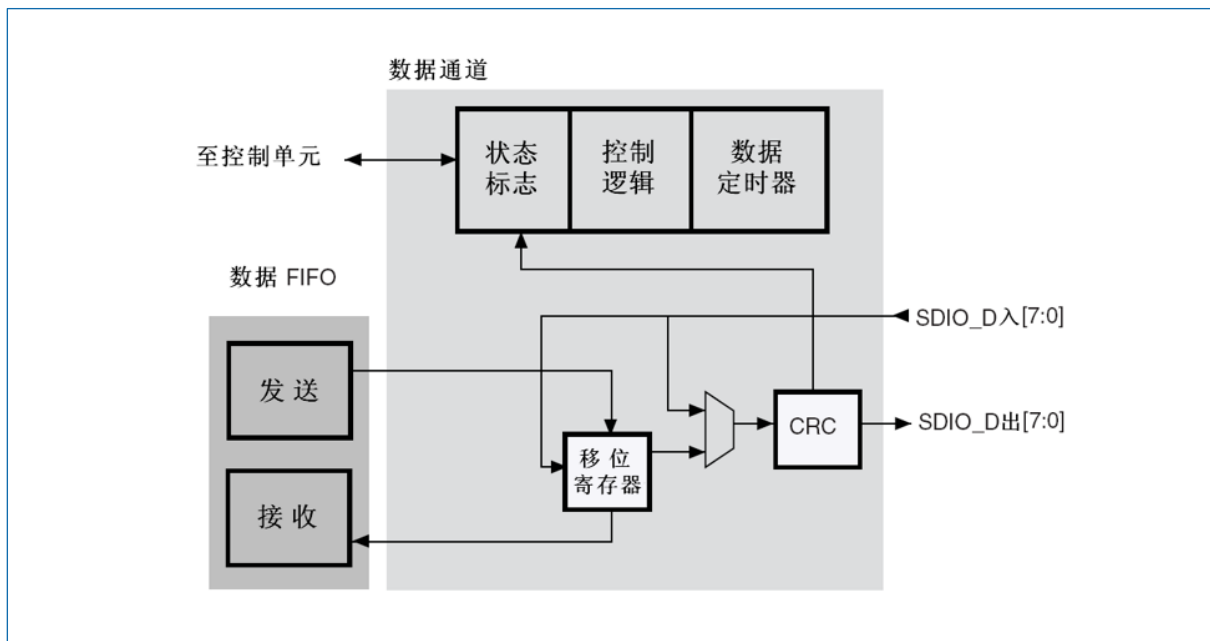 数据通道
至控制单元
状态
标志
控制
逻辑
数据
定时器
数据 FIFO
SDIO_D入[7:0]
发 送
CRC
SDIO_D出[7:0]
移 位
寄存器
接 收